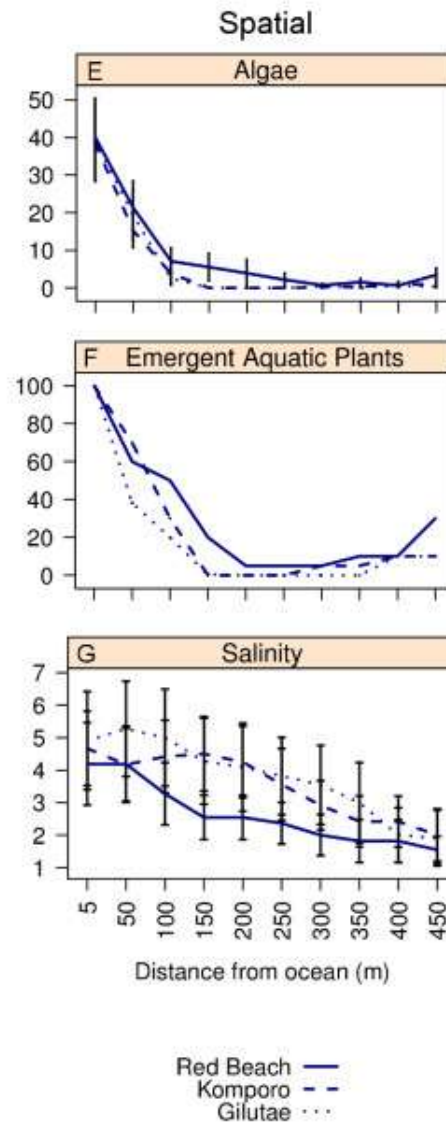 Spatial
E Algae
50
40
30
20
10
0
F Emergent Aquatic Plants
100
80
60
40
20
0
G Salinity
7
6
5
4
3
2
1
5 50 100 150 200 250 300 350 400 450
Distance from ocean (m)
Red Beach
Komporo
Gilutae